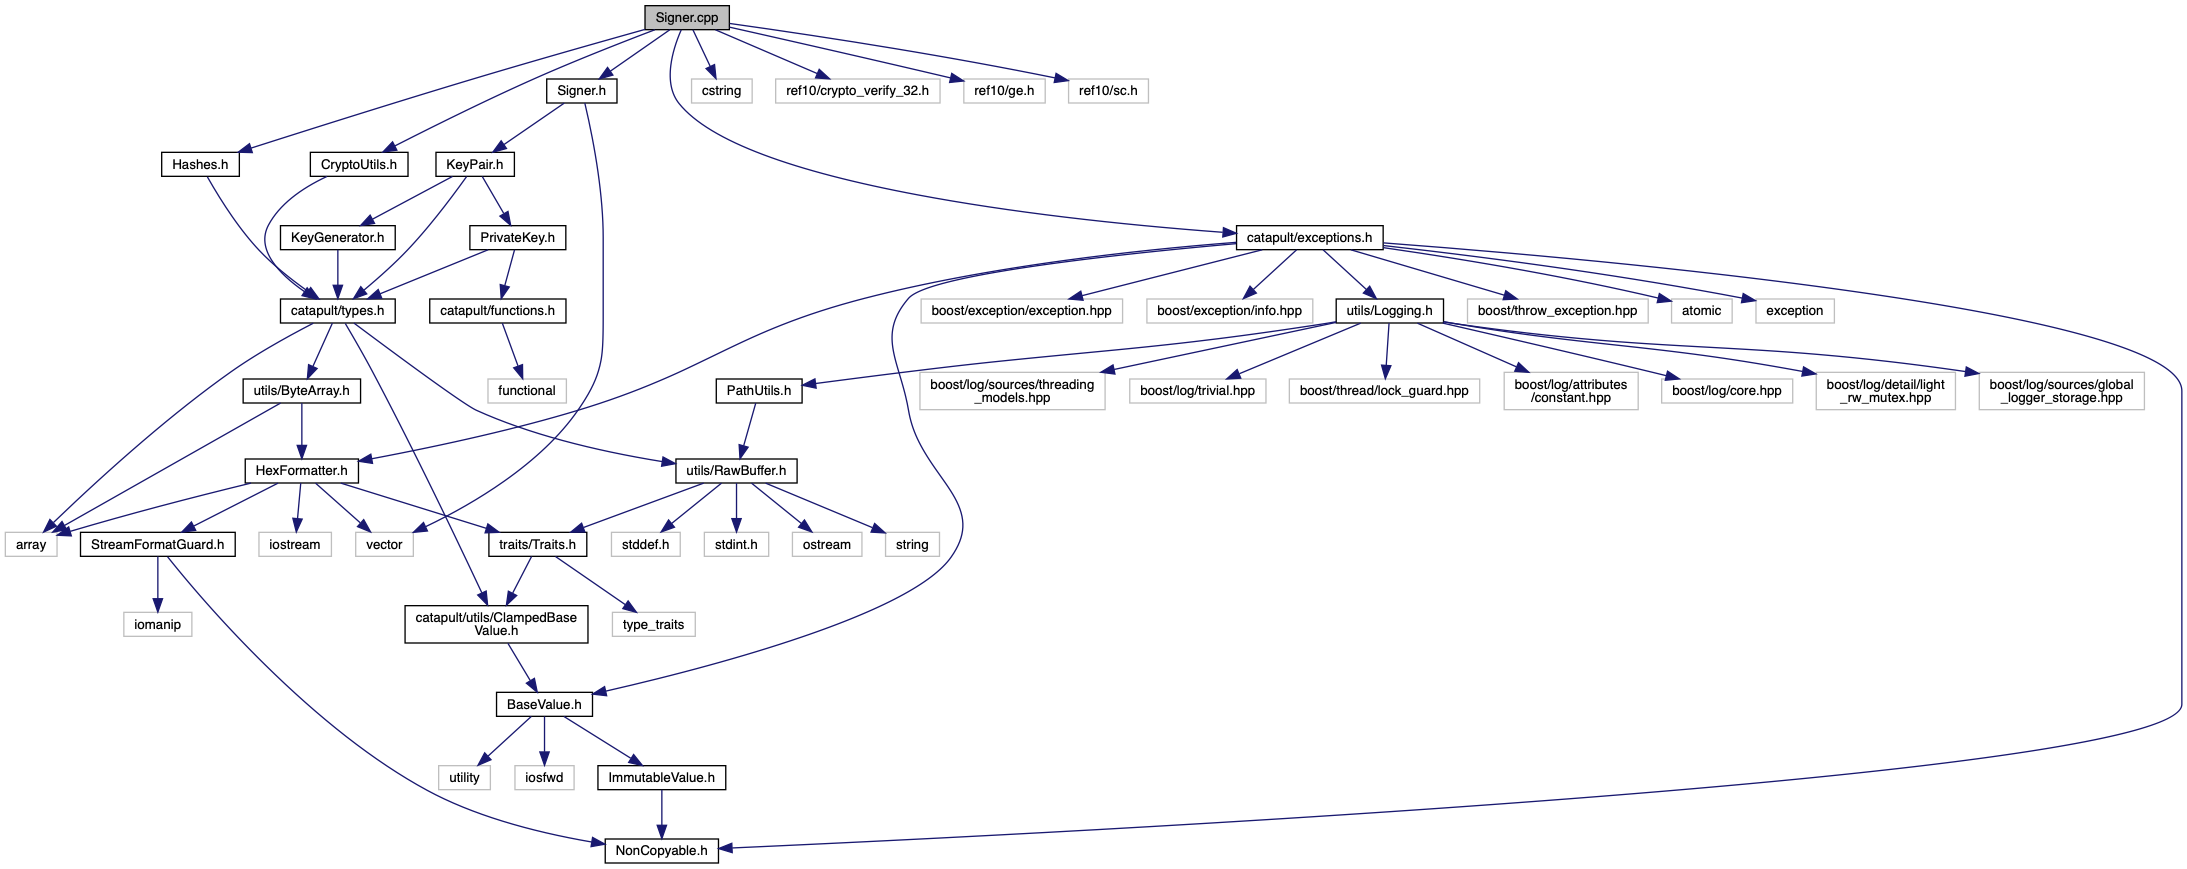 Signer.cpp
Signer.h
cstring
ref10/crypto_verify_32.h
ref10/ge.h
ref10/sc.h
Hashes.h
CryptoUtils.h
KeyPair.h
KeyGenerator.h
PrivateKey.h
catapult/exceptions.h
catapult/types.h
catapult/functions.h
boost/exception/exception.hpp
boost/exception/info.hpp
utils/Logging.h
boost/throw_exception.hpp
atomic
exception
utils/ByteArray.h
functional
PathUtils.h
boost/log/sources/threading
_models.hpp
boost/log/trivial.hpp
boost/thread/lock_guard.hpp
boost/log/attributes
/constant.hpp
boost/log/core.hpp
boost/log/detail/light
_rw_mutex.hpp
boost/log/sources/global
_logger_storage.hpp
HexFormatter.h
utils/RawBuffer.h
array
StreamFormatGuard.h
iostream
vector
traits/Traits.h
stddef.h
stdint.h
ostream
string
iomanip
catapult/utils/ClampedBase
Value.h
type_traits
BaseValue.h
utility
iosfwd
ImmutableValue.h
NonCopyable.h